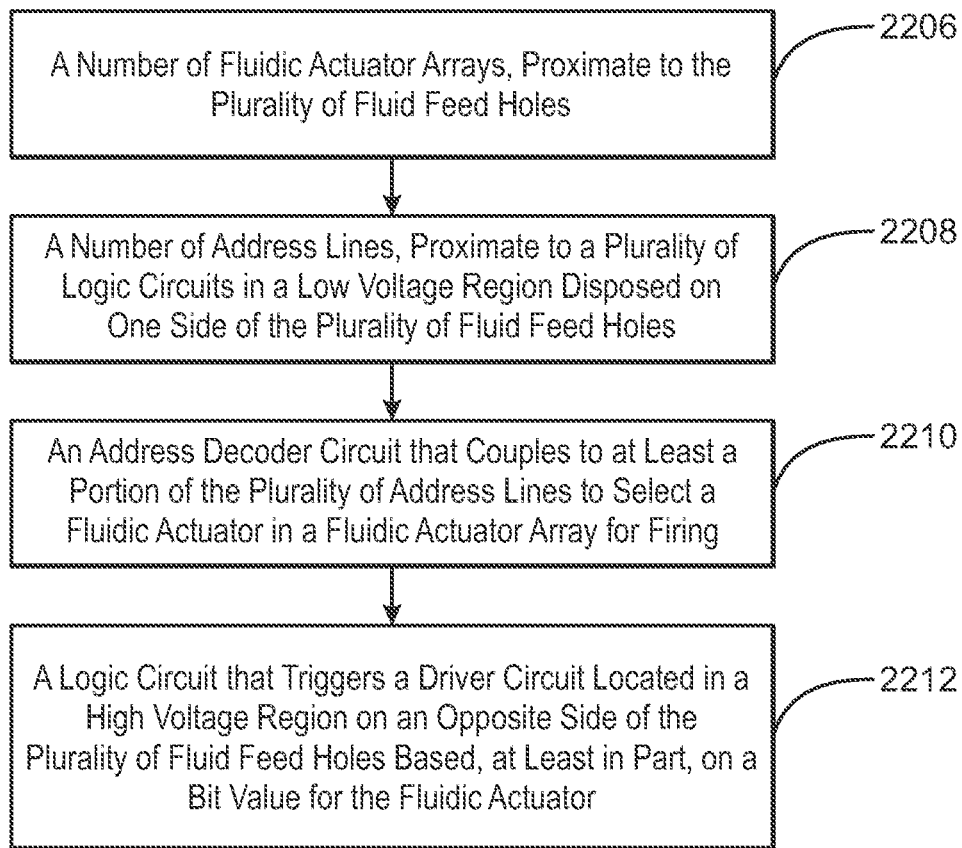 A Number of Fluidic Actuator Arrays, Proximate to the
Plurality of Fluid Feed Holes
2206
A Number of Address Lines, Proximate to a Plurality of
Logic Circuits in a Low Voltage Region Disposed on
One Side of the Plurality of Fluid Feed Holes
2208
An Address Decoder Circuit that Couples to at Least a
Portion of the Plurality of Address Lines to Select a
Fluidic Actuator in a Fluidic Actuator Array for Firing
2210
A Logic Circuit that Triggers a Driver Circuit Located in a
High Voltage Region on an Opposite Side of the
Plurality of Fluid Feed Holes Based, at Least in Part, on a
Bit Value for the Fluidic Actuator
2212